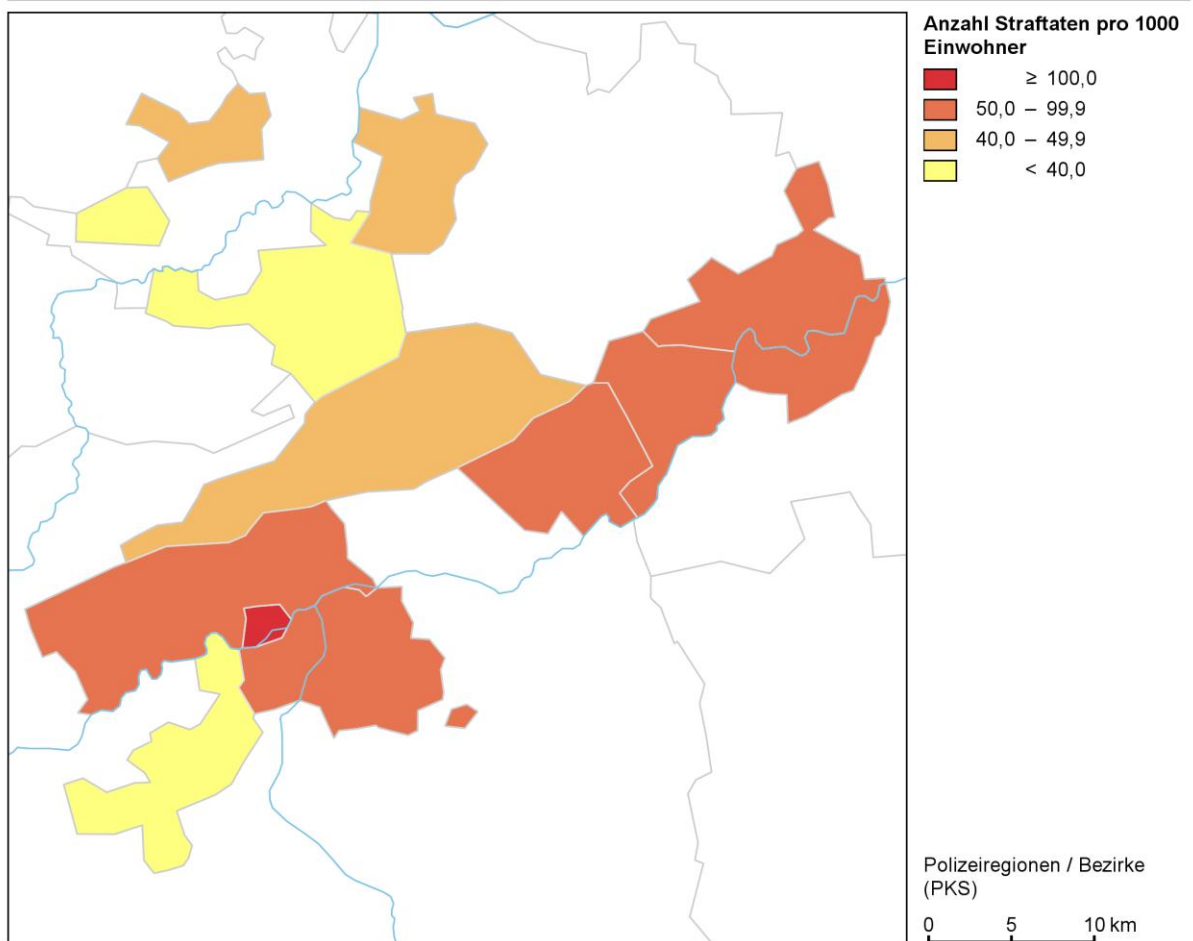 Anzahl Straftaten pro 1000
Einwohner
≥ 100,0
50,0 – 99,9
40,0 – 49,9
< 40,0
Polizeiregionen / Bezirke
(PKS)
0 5 10 km